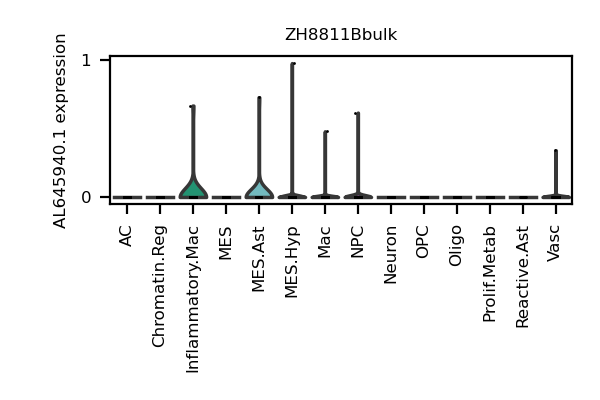 ZH8811Bbulk
AL645940.1 expression
1
0
AC
Chromatin.Reg
Inflammatory.Mac
MES
MES.Ast
MES.Hyp
Mac
NPC
Neuron
OPC
Oligo
Prolif.Metab
Reactive.Ast
Vasc